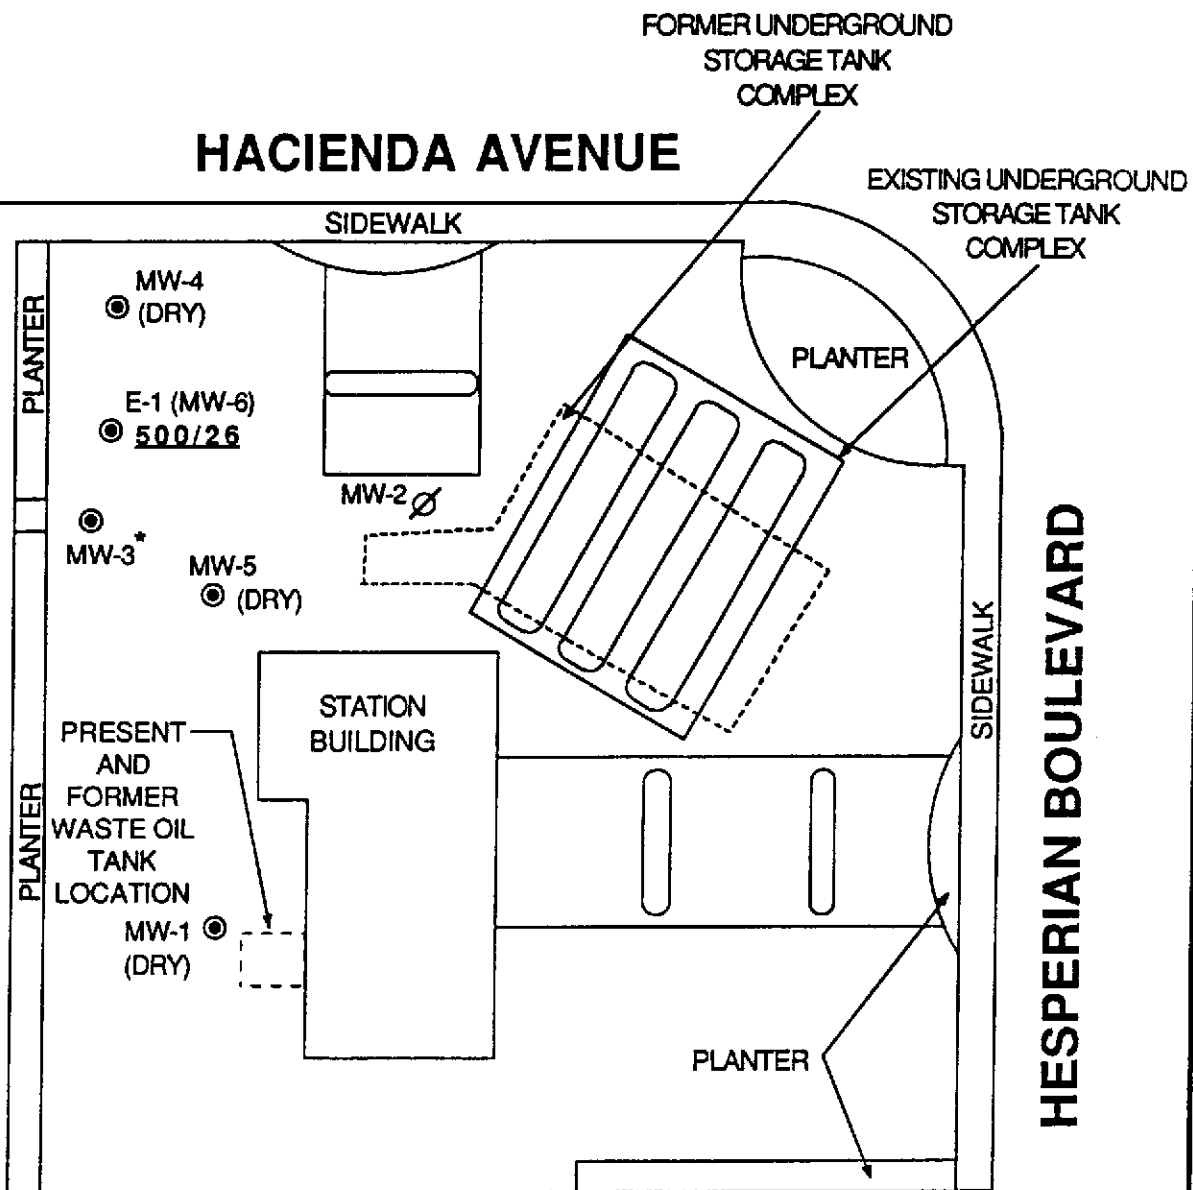 FORMER UNDERGROUND
STORAGE TANK
COMPLEX
HACIENDA AVENUE
EXISTING UNDERGROUND
STORAGE TANK
COMPLEX
SIDEWALK
PLANTER
MW-4
(DRY)
PLANTER
E-1 (MW-6)
500/26
MW-2
MW-3*
MW-5
(DRY)
HESPERIAN BOULEVARD
SIDEWALK
STATION
BUILDING
PRESENT
AND
FORMER
WASTE OIL
TANK
LOCATION
PLANTER
MW-1
(DRY)
PLANTER